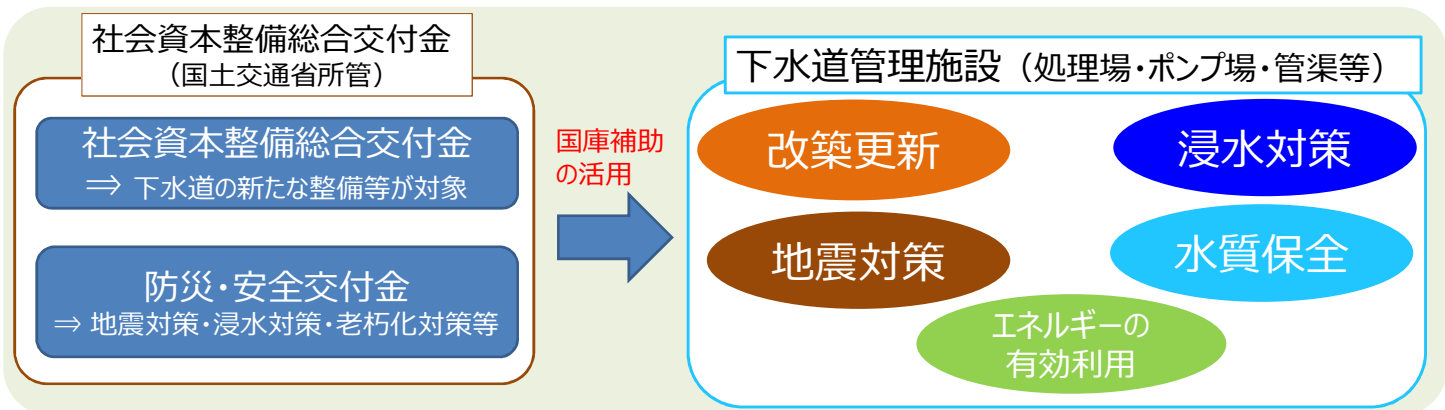 社会資本整備総合交付金
（国土交通省所管）
社会資本整備総合交付金
⇒ 下水道の新たな整備等が対象
防災・安全交付金
⇒ 地震対策・浸水対策・老朽化対策等
国庫補助
の活用
下水道管理施設（処理場・ポンプ場・管渠等）
改築更新
浸水対策
地震対策
水質保全
エネルギーの
有効利用